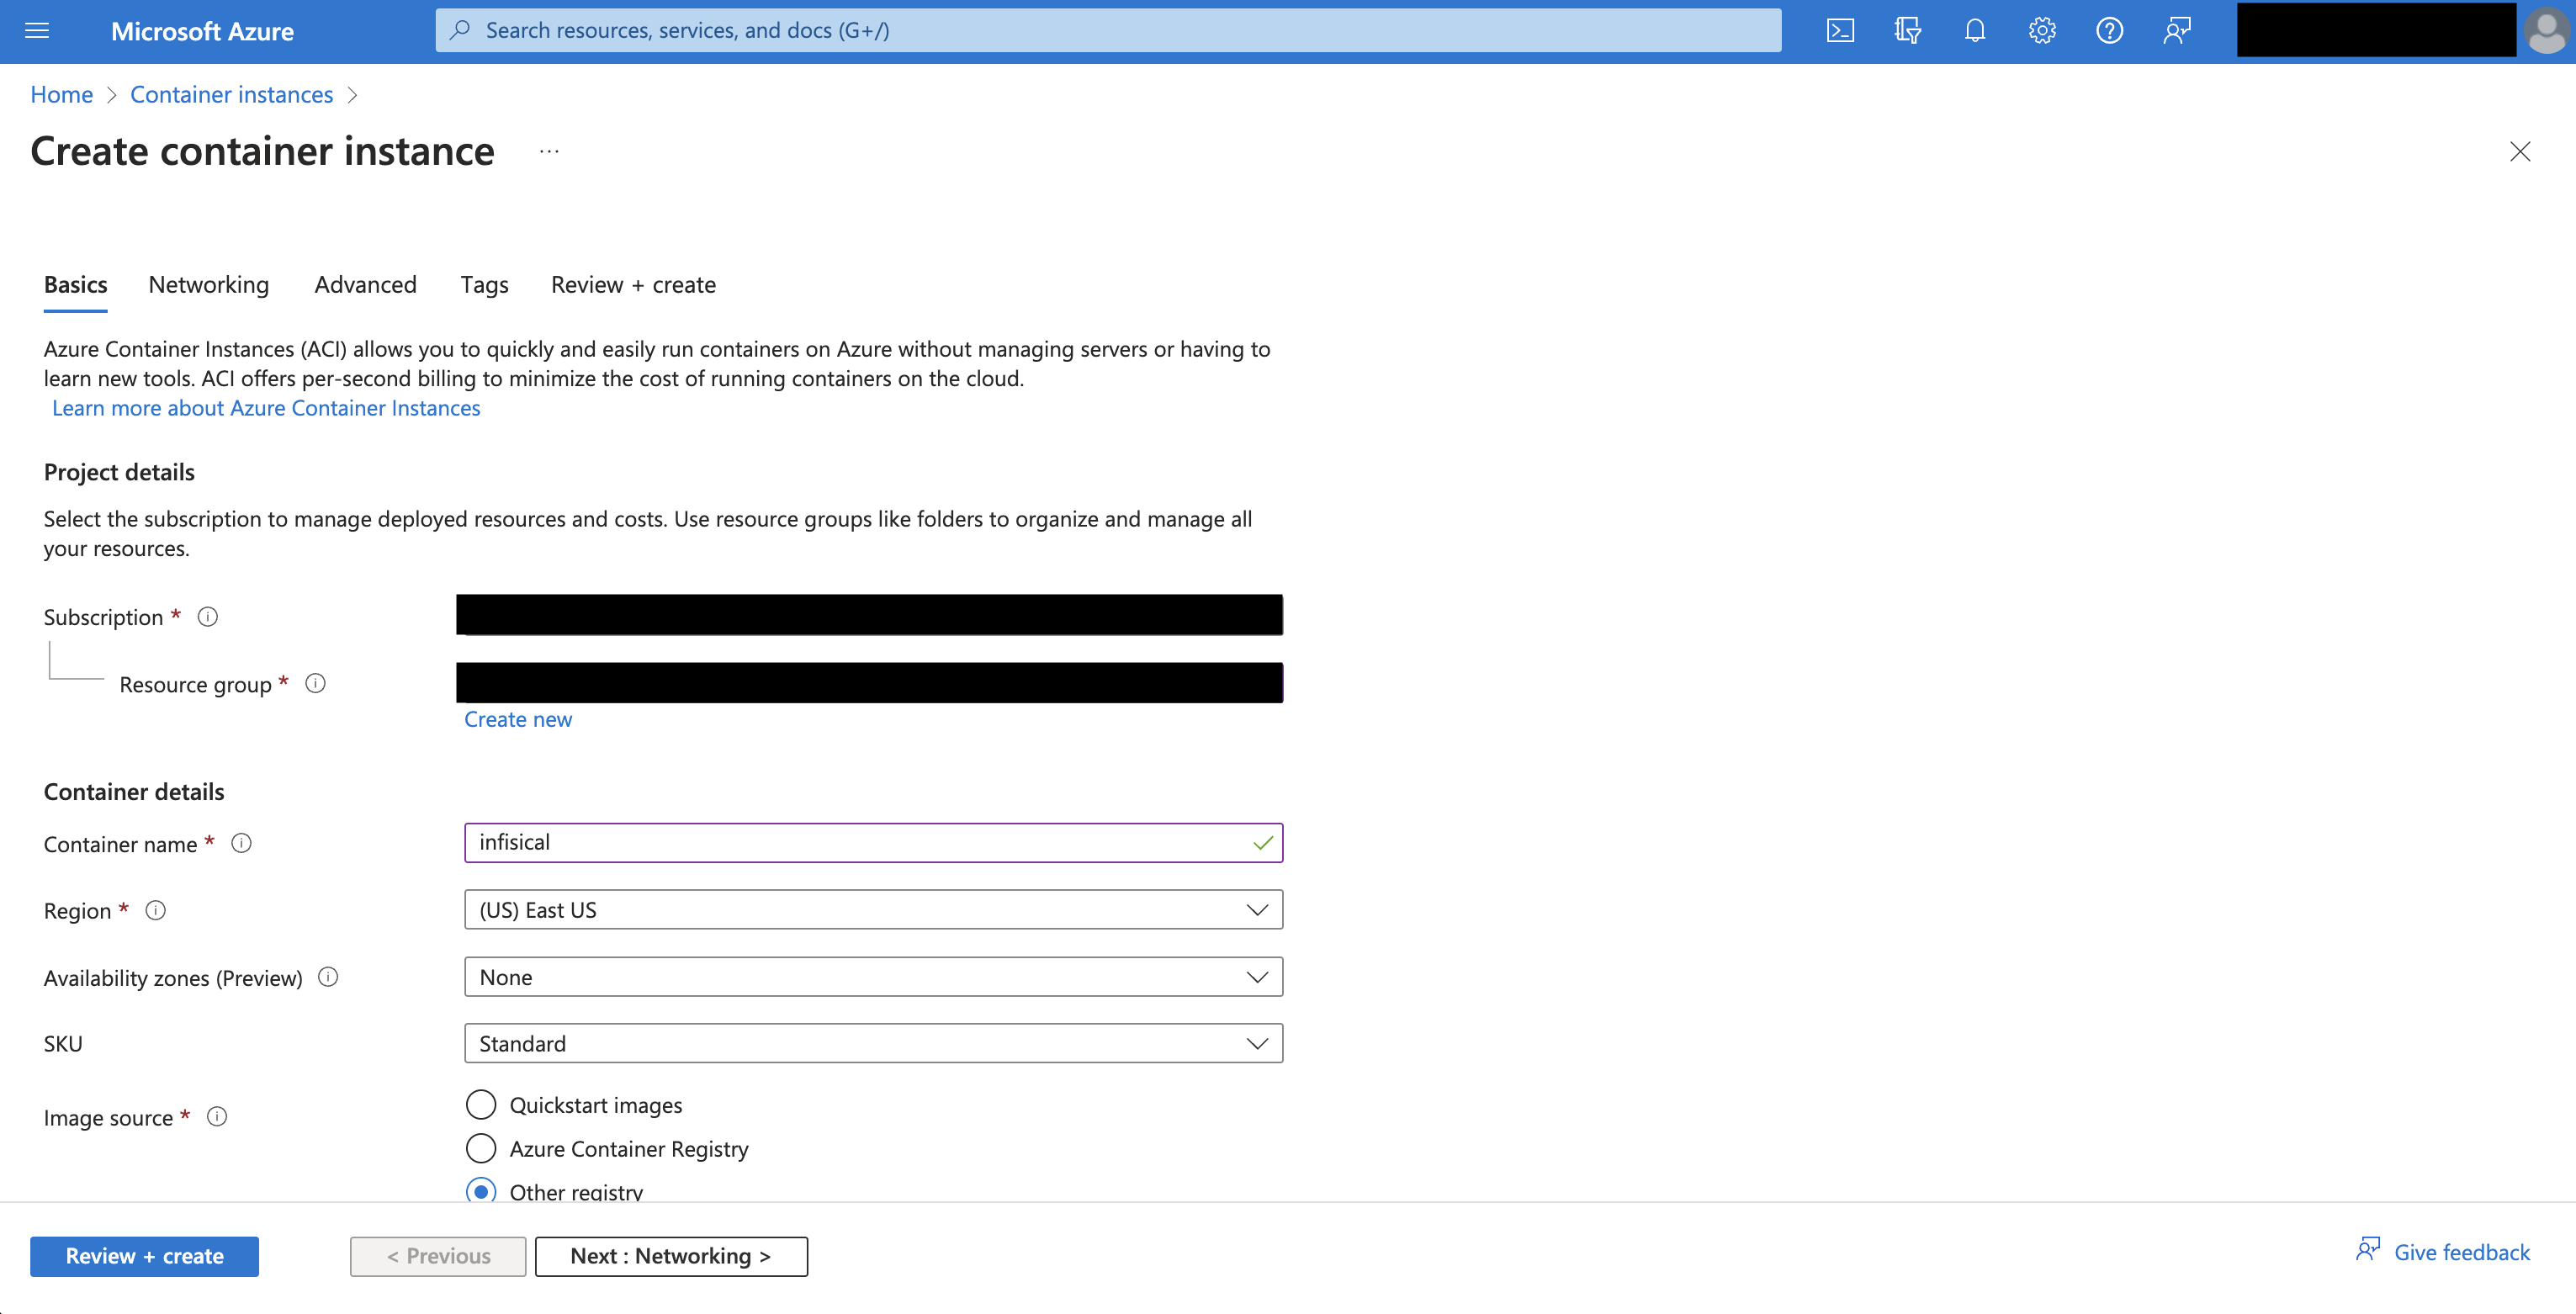 Microsoft Azure
Search resources, services, and docs (G+/)
Home > Container instances >
Create container instance ...
Basics Networking Advanced Tags Review + create
Azure Container Instances (ACI) allows you to quickly and easily run containers on Azure without managing servers or having to
learn new tools. ACI offers per-second billing to minimize the cost of running containers on the cloud.
Learn more about Azure Container Instances
Project details
Select the subscription to manage deployed resources and costs. Use resource groups like folders to organize and manage all
your resources.
Subscription *
Resource group *
Create new
Container details
Container name * infisical
Region * (US) East US
Availability zones (Preview) None
SKU Standard
Image source * Quickstart images
Azure Container Registry
Other registry
Review + create < Previous Next : Networking > Give feedback